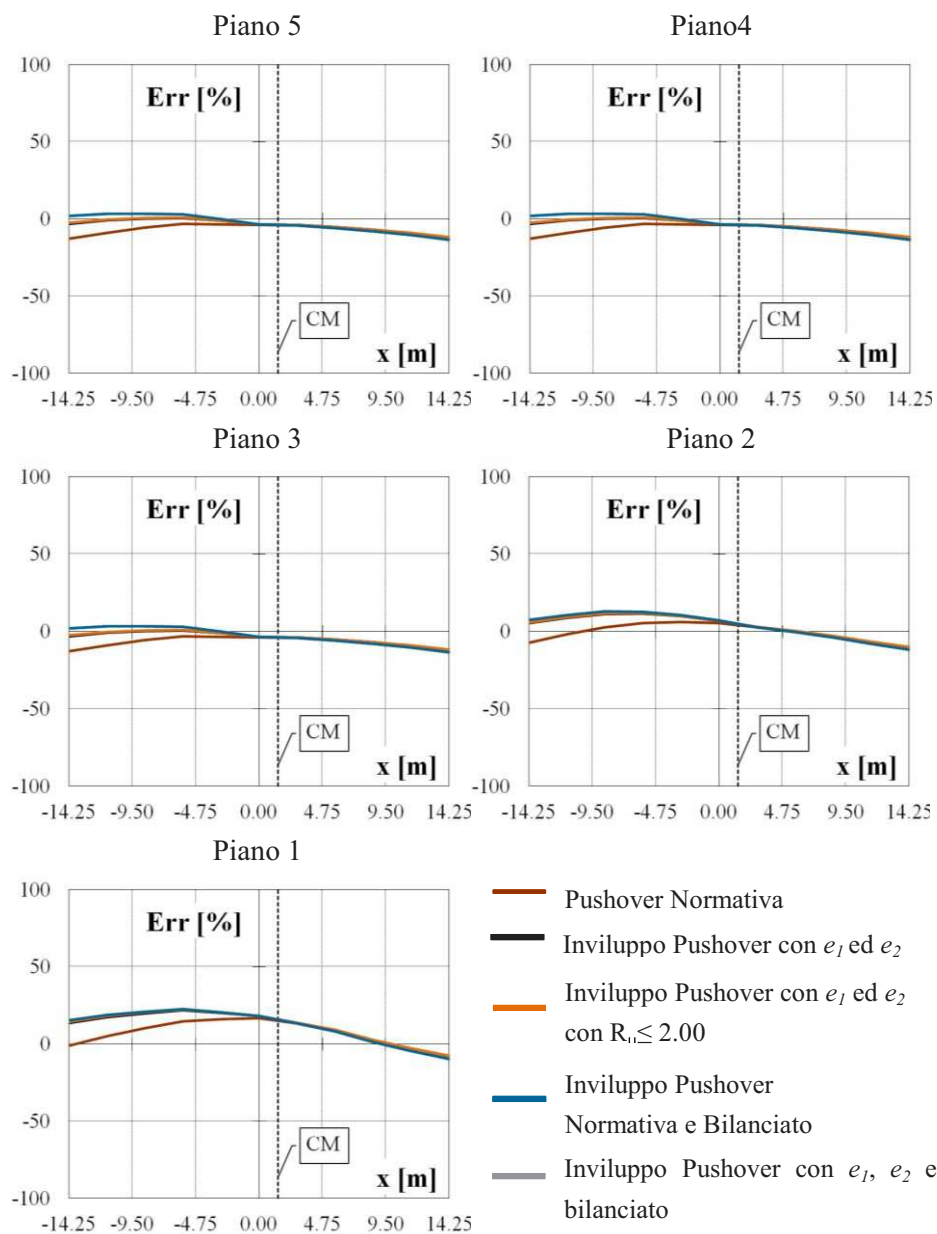 Piano 5
100
Err [%]
50
0
-50
CM
x [m]
-100
-14.25 -9.50 -4.75 0.00 4.75 9.50 14.25
Piano4
100
Err [%]
50
0
-50
CM
x [m]
-100
-14.25 -9.50 -4.75 0.00 4.75 9.50 14.25
Piano 3
100
Err [%]
50
0
-50
CM
x [m]
-100
-14.25 -9.50 -4.75 0.00 4.75 9.50 14.25
Piano 2
100
Err [%]
50
0
-50
CM
x [m]
-100
-14.25 -9.50 -4.75 0.00 4.75 9.50 14.25
Piano 1
100
Err [%]
50
0
-50
CM
x [m]
-100
-14.25 -9.50 -4.75 0.00 4.75 9.50 14.25
Pushover Normativa
Inviluppo Pushover con e1 ed e2
Inviluppo Pushover con e1 ed e2
con Rμ≤ 2.00
Inviluppo Pushover
Normativa e Bilanciato
Inviluppo Pushover con e1, e2 e
bilanciato